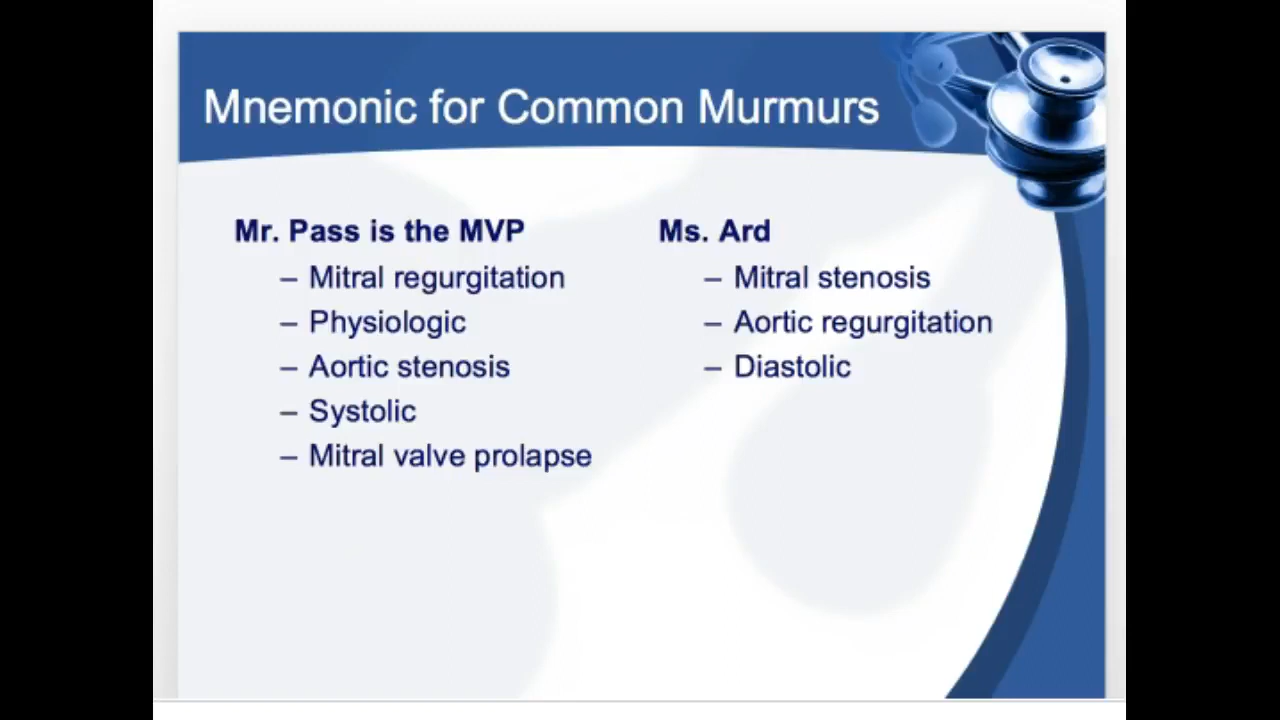 Mnemonic for Common Murmurs
Mr. Pass is the MVP
– Mitral regurgitation
– Physiologic
– Aortic stenosis
– Systolic
– Mitral valve prolapse
Ms. Ard
– Mitral stenosis
– Aortic regurgitation
– Diastolic